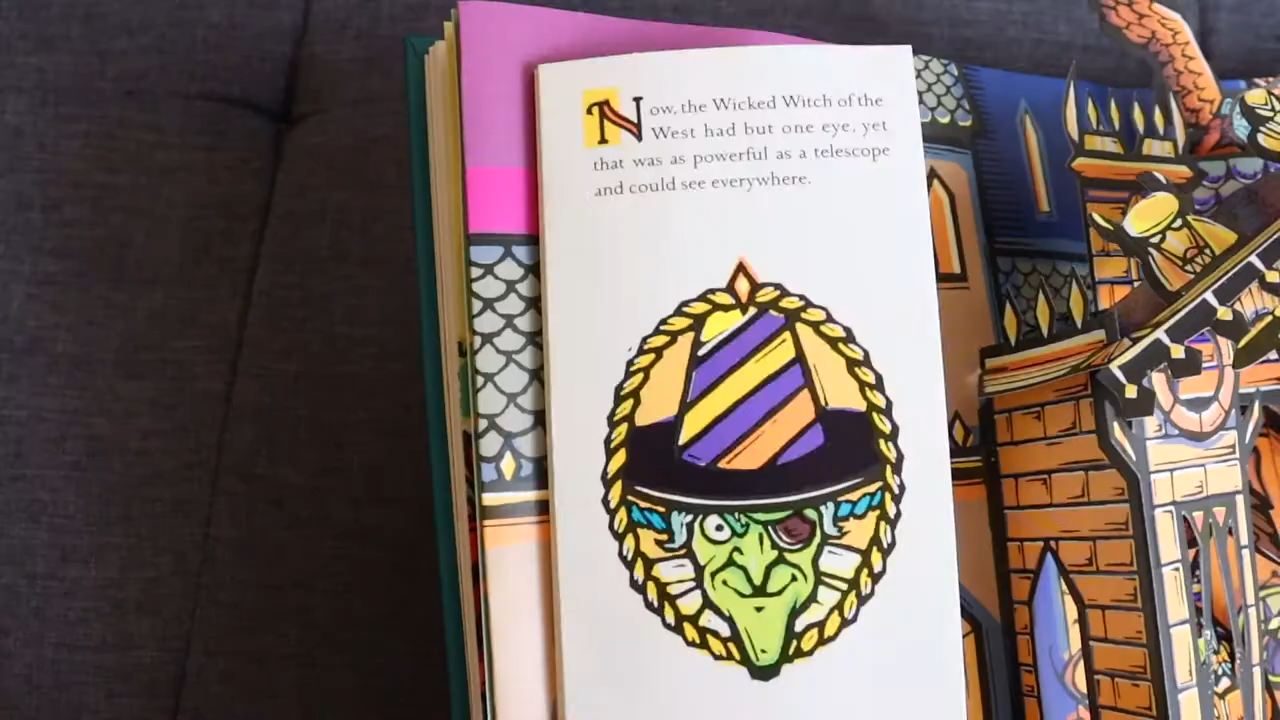 Now, the Wicked Witch of the
West had but one eye, yet
that was as powerful as a telescope
and could see everywhere.